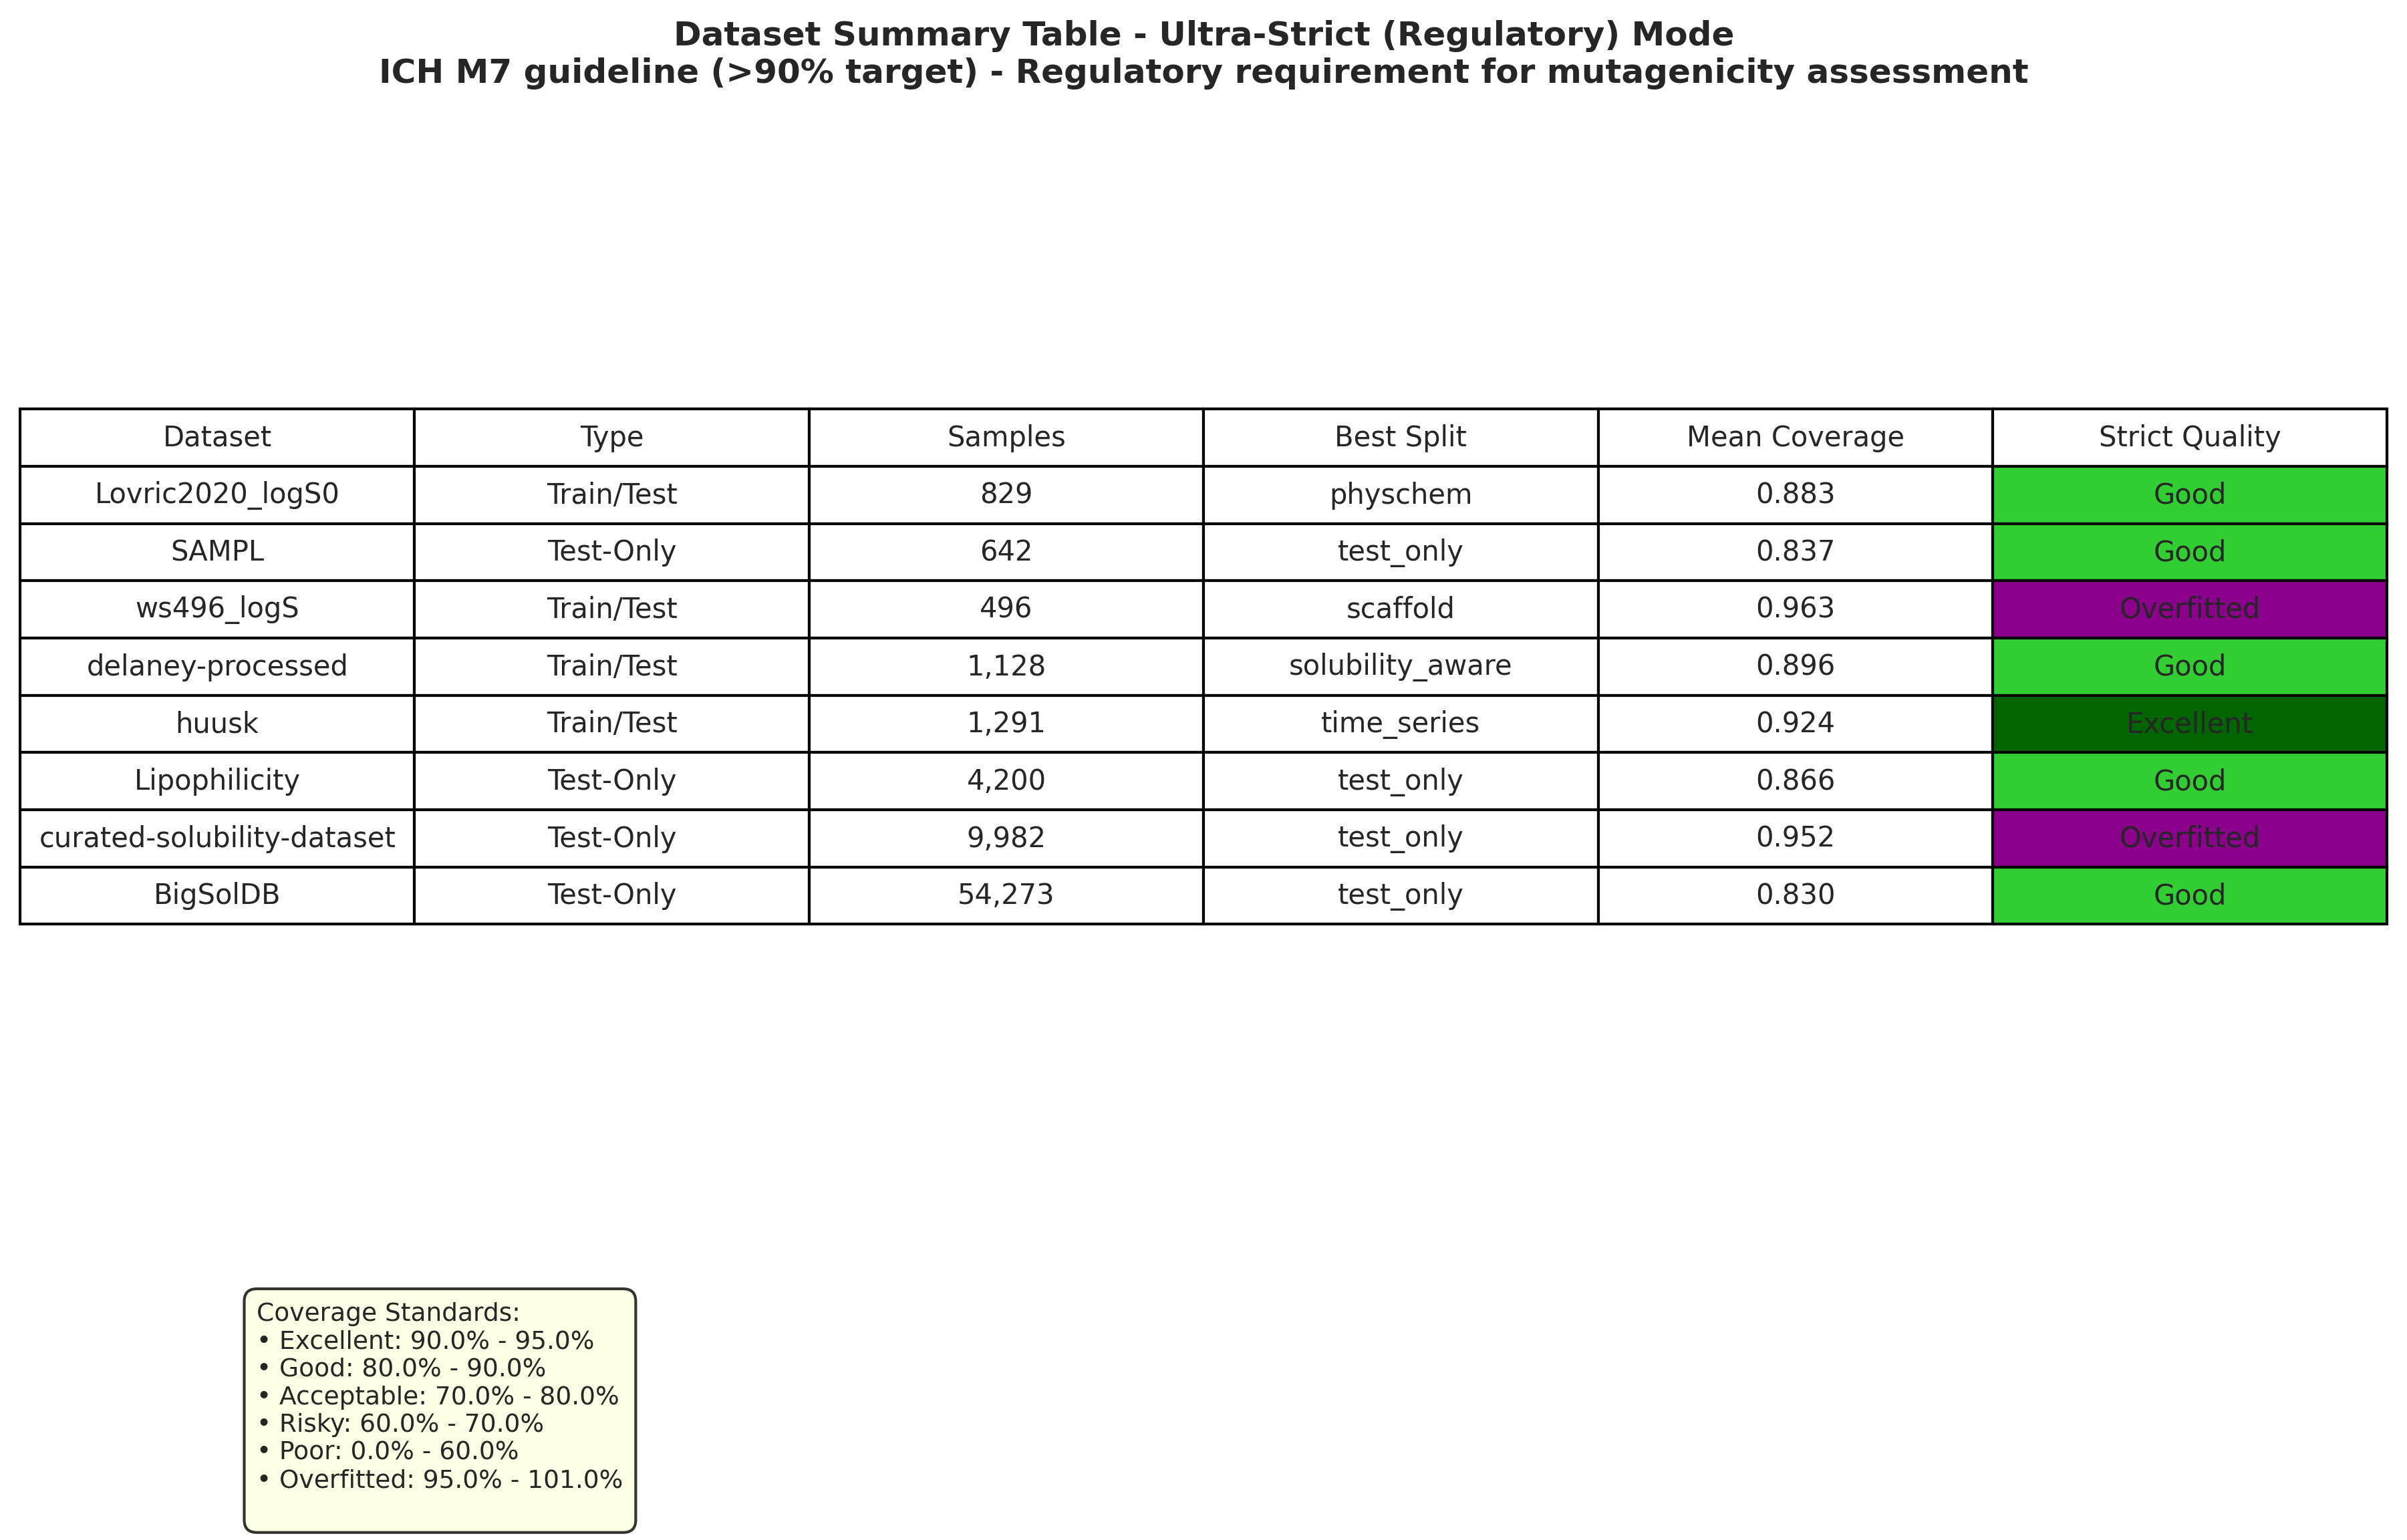 Dataset Summary Table - Ultra-Strict (Regulatory) Mode
ICH M7 guideline (>90% target) - Regulatory requirement for mutagenicity assessment
Dataset Type Samples Best Split Mean Coverage Strict Quality
Lovric2020_logS0 Train/Test 829 physchem 0.883 Good
SAMPL Test-Only 642 test_only 0.837 Good
ws496_logS Train/Test 496 scaffold 0.963 Overfitted
delaney-processed Train/Test 1,128 solubility_aware 0.896 Good
huusk Train/Test 1,291 time_series 0.924 Excellent
Lipophilicity Test-Only 4,200 test_only 0.866 Good
curated-solubility-dataset Test-Only 9,982 test_only 0.952 Overfitted
BigSolDB Test-Only 54,273 test_only 0.830 Good
Coverage Standards:
• Excellent: 90.0% - 95.0%
• Good: 80.0% - 90.0%
• Acceptable: 70.0% - 80.0%
• Risky: 60.0% - 70.0%
• Poor: 0.0% - 60.0%
• Overfitted: 95.0% - 101.0%